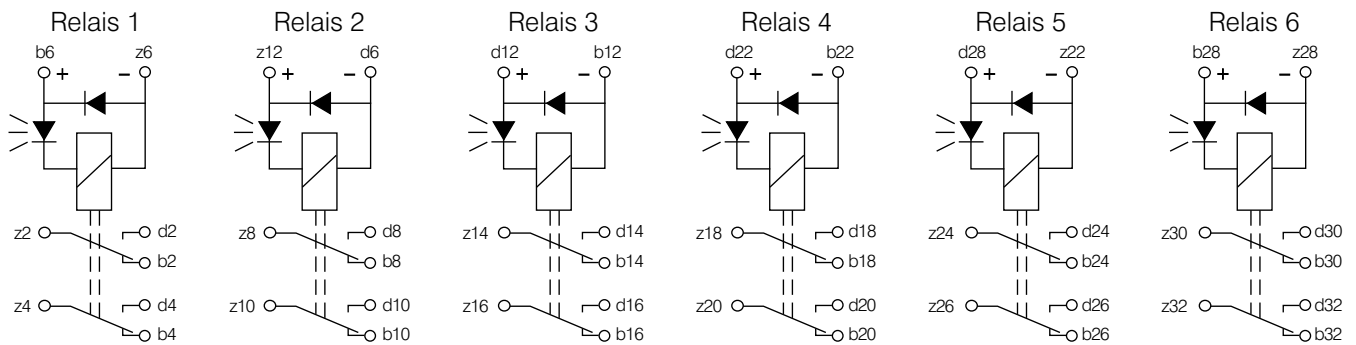 Relais 1 Relais 2 Relais 3 Relais 4 Relais 5 Relais 6
b6 z6 z12 d6 d12 b12 d22 b22 d28 z22 b28 z28
+ - + - + - + - + - + -
z2 d2 z8 d8 z14 d14 z18 d18 z24 d24 z30 d30
b2 b8 b14 b18 b24 b30
z4 d4 z10 d10 z16 d16 z20 d20 z26 d26 z32 d32
b4 b10 b16 b20 b26 b32